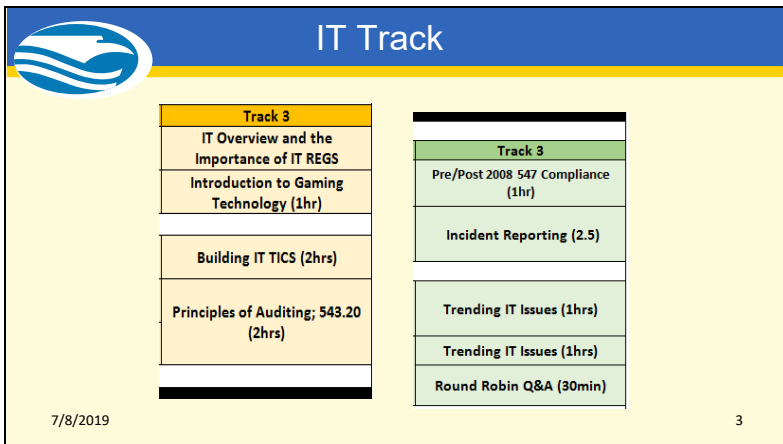 IT Track
Track 3
IT Overview and the
Importance of IT REGS
Introduction to Gaming
Technology (1hr)
Building IT TICS (2hrs)
Principles of Auditing; 543.20
(2hrs)
Track 3
Pre/Post 2008 547 Compliance
(1hr)
Incident Reporting (2.5)
Trending IT Issues (1hrs)
Trending IT Issues (1hrs)
Round Robin Q&A (30min)
7/8/2019
3